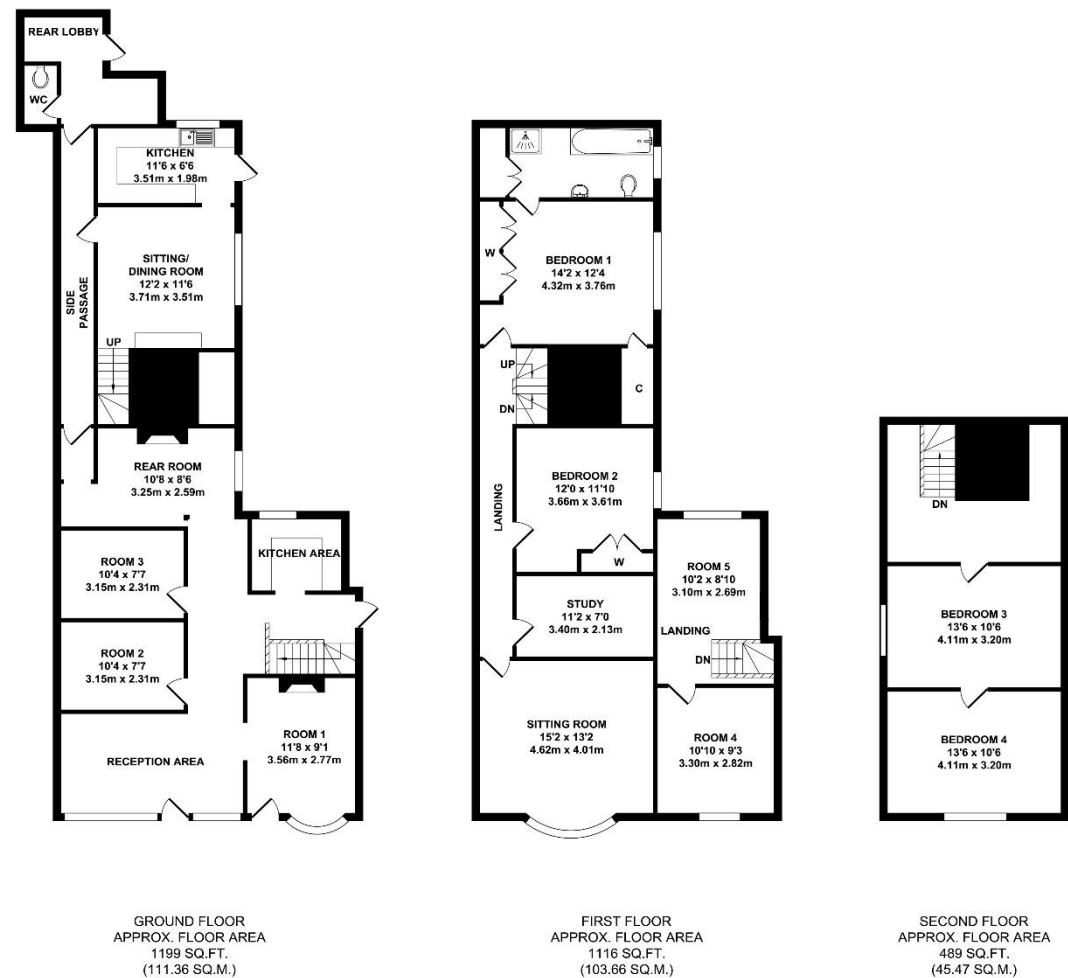 REAR LOBBY
WC
KITCHEN
11'6 x 6'6
3.51m x 1.98m
SITTING/
DINING ROOM
12'2 x 11'6
3.71m x 3.51m
SIDE
PASSAGE
UP
REAR ROOM
10'8 x 8'6
3.25m x 2.59m
KITCHEN AREA
ROOM 3
10'4 x 7'7
3.15m x 2.31m
ROOM 2
10'4 x 7'7
3.15m x 2.31m
ROOM 1
11'8 x 9'1
3.56m x 2.77m
RECEPTION AREA
GROUND FLOOR
APPROX. FLOOR AREA
1199 SQ.FT.
(111.36 SQ.M.)
W
BEDROOM 1
14'2 x 12'4
4.32m x 3.76m
UP
DN
C
LANDING
BEDROOM 2
12'0 x 11'10
3.66m x 3.61m
W
STUDY
11'2 x 7'0
3.40m x 2.13m
ROOM 5
10'2 x 8'10
3.10m x 2.69m
LANDING
DN
SITTING ROOM
15'2 x 13'2
4.62m x 4.01m
ROOM 4
10'10 x 9'3
3.30m x 2.82m
FIRST FLOOR
APPROX. FLOOR AREA
1116 SQ.FT.
(103.66 SQ.M.)
DN
BEDROOM 3
13'6 x 10'6
4.11m x 3.20m
BEDROOM 4
13'6 x 10'6
4.11m x 3.20m
SECOND FLOOR
APPROX. FLOOR AREA
489 SQ.FT.
(45.47 SQ.M.)